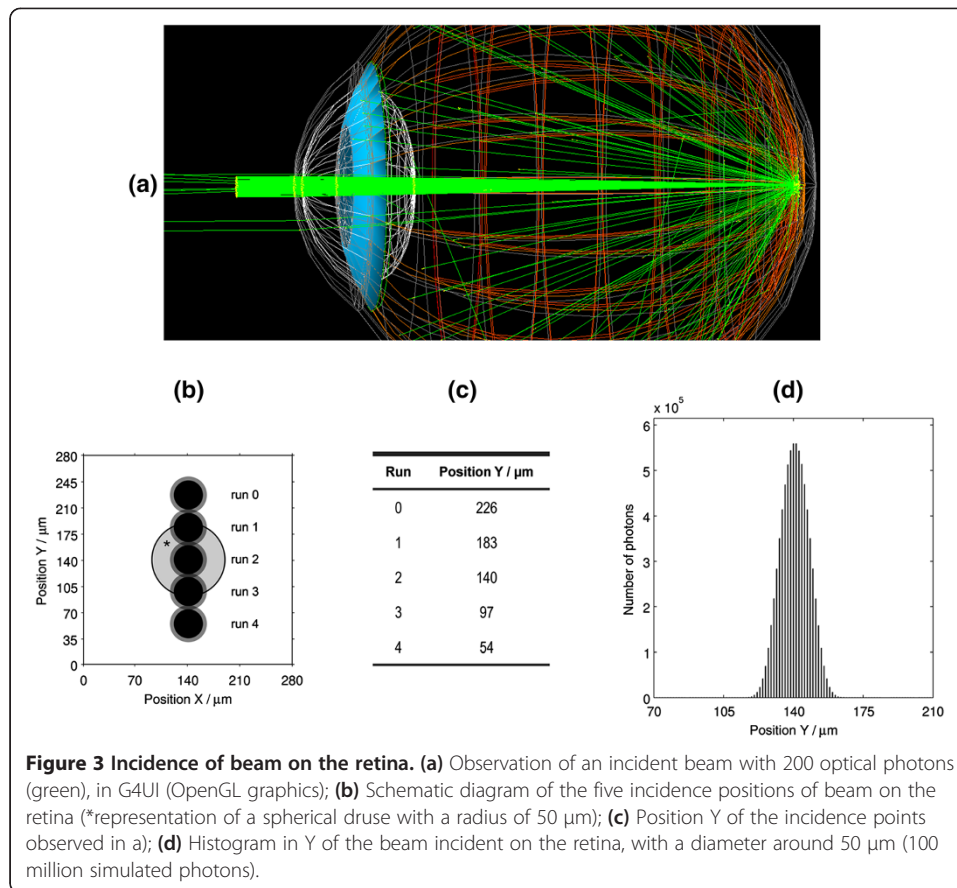 (a)
(b)
(c)
(d)
280
245
210
175
140
105
70
35
0
Position Y / μm
0
70
140
210
280
Position X / μm
run 0
run 1
*
run 2
run 3
run 4
Run Position Y / μm
0 226
1 183
2 140
3 97
4 54
x 10⁵
6
5
4
3
2
1
0
Number of photons
70
105
140
175
210
Position Y / μm
Figure 3 Incidence of beam on the retina. (a) Observation of an incident beam with 200 optical photons
(green), in G4UI (OpenGL graphics); (b) Schematic diagram of the five incidence positions of beam on the
retina (*representation of a spherical druse with a radius of 50 μm); (c) Position Y of the incidence points
observed in a); (d) Histogram in Y of the beam incident on the retina, with a diameter around 50 μm (100
million simulated photons).